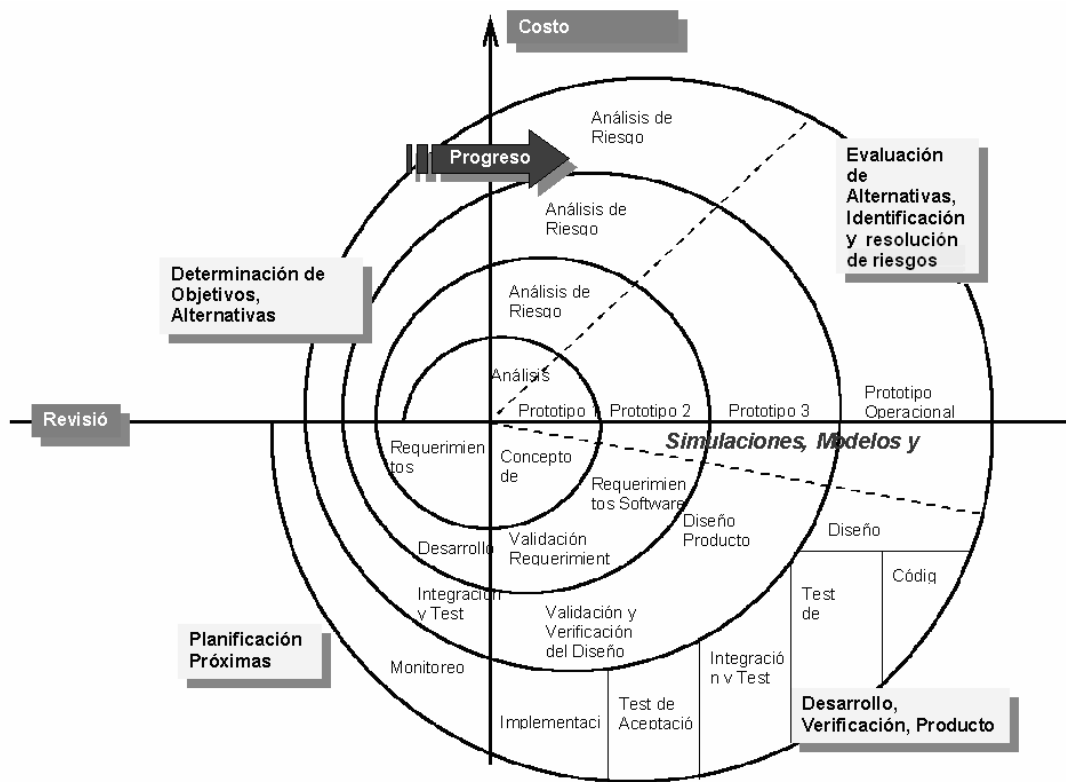 Costo
Análisis de
Riesgo
Progreso
Evaluación
de
Alternativas,
Identificación
y resolución
de riesgos
Análisis de
Riesgo
Determinación de
Objetivos,
Alternativas
Análisis de
Riesgo
Análisis
Prototipo 1
Prototipo 2
Prototipo 3
Prototipo
Operacional
Revisió
Simulaciones, Modelos y
Requerimien
tos
Concepto
de
Requerimien
tos Software
Diseño
Producto
Diseño
Desarrollo
Validación
Requerimient
Códig
Test
de
Integración
y Test
Validación y
Verificación
del Diseño
Planificación
Próximas
Monitoreo
Integració
n y Test
Implementaci
Test de
Aceptació
Desarrollo,
Verificación, Producto